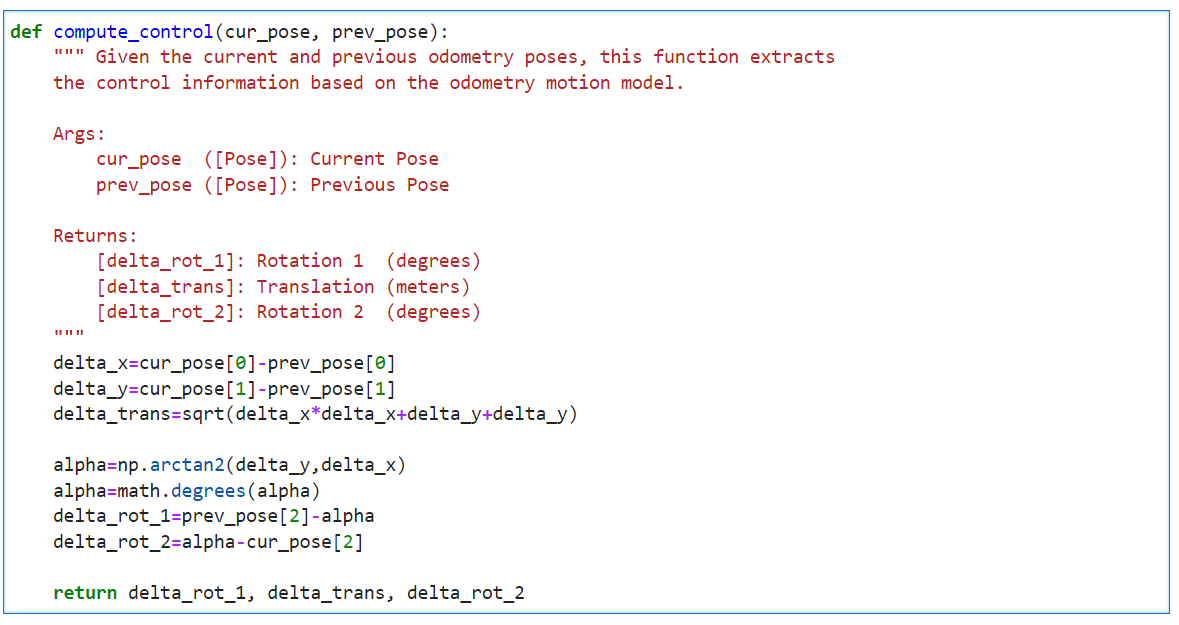 def compute_control(cur_pose, prev_pose):
    """ Given the current and previous odometry poses, this function extracts
    the control information based on the odometry motion model.

    Args:
        cur_pose  ([Pose]): Current Pose
        prev_pose ([Pose]): Previous Pose

    Returns:
        [delta_rot_1]: Rotation 1  (degrees)
        [delta_trans]: Translation (meters)
        [delta_rot_2]: Rotation 2  (degrees)
    """
    delta_x=cur_pose[0]-prev_pose[0]
    delta_y=cur_pose[1]-prev_pose[1]
    delta_trans=sqrt(delta_x*delta_x+delta_y+delta_y)

    alpha=np.arctan2(delta_y,delta_x)
    alpha=math.degrees(alpha)
    delta_rot_1=prev_pose[2]-alpha
    delta_rot_2=alpha-cur_pose[2]

    return delta_rot_1, delta_trans, delta_rot_2